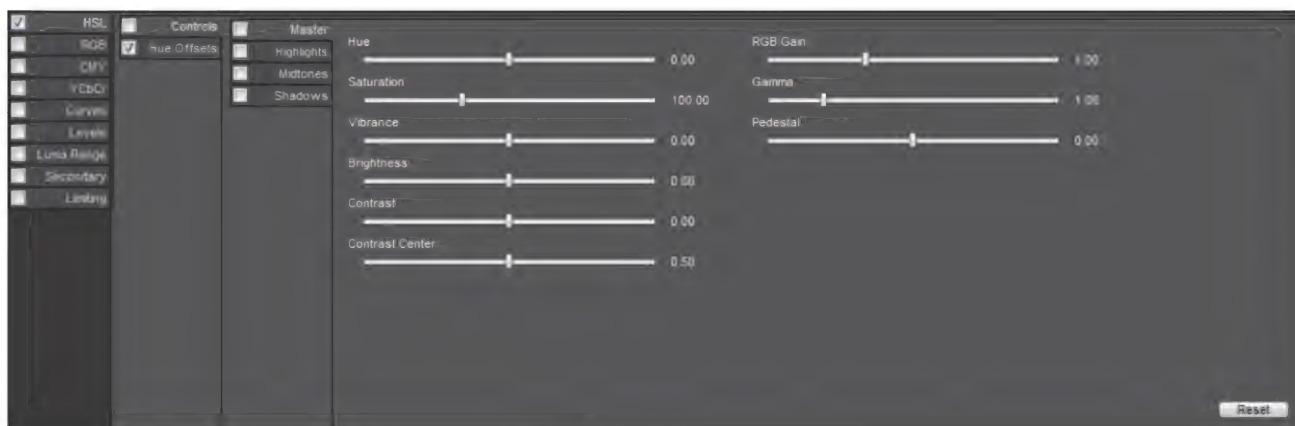 HSL
RGB
CMY
YCbCr
Curves
Levels
Luma Range
Secondary
Limiting
Controls
Hue Offsets
Master
Highlights
Midtones
Shadows
Hue
0.00
Saturation
100.00
Vibrance
0.00
Brightness
0.00
Contrast
0.00
Contrast Center
0.50
RGB Gain
1.00
Gamma
1.00
Pedestal
0.00
Reset